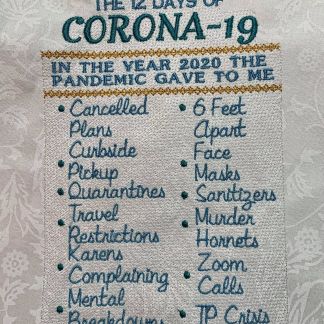 THE 12 DAYS OF
CORONA-19
IN THE YEAR 2020 THE
PANDEMIC GAVE TO ME
• Cancelled
Plans
• Curbside
Pickup
• Quarantines
• Travel
Restrictions
• Karens
Complaining
• Mental
Breakdowns
• 6 Feet
Apart
• Face
Masks
• Sanitizers
• Murder
Hornets
• Zoom
Calls
• TP Crisis